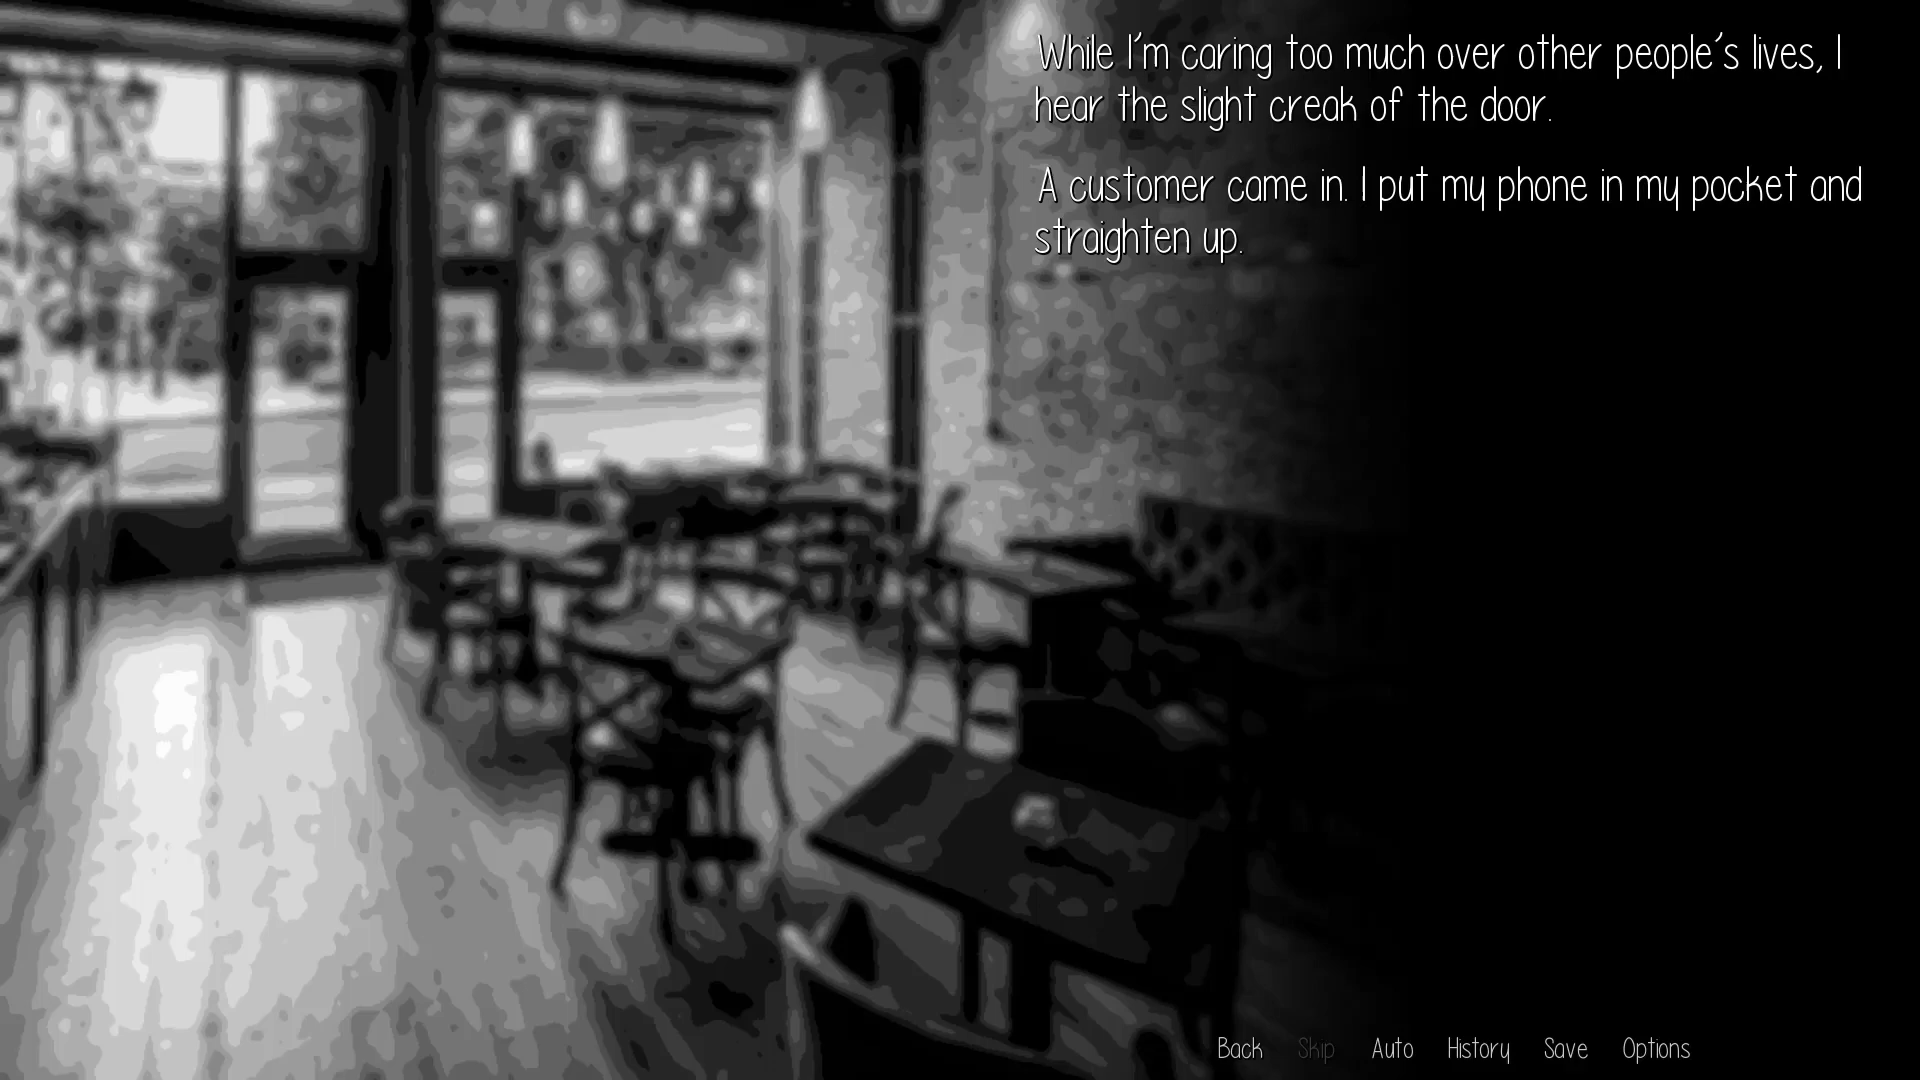 While I'm caring too much over other people's lives, I
hear the slight creak of the door.
A customer came in. I put my phone in my pocket and
straighten up.
Back Skip Auto History Save Options